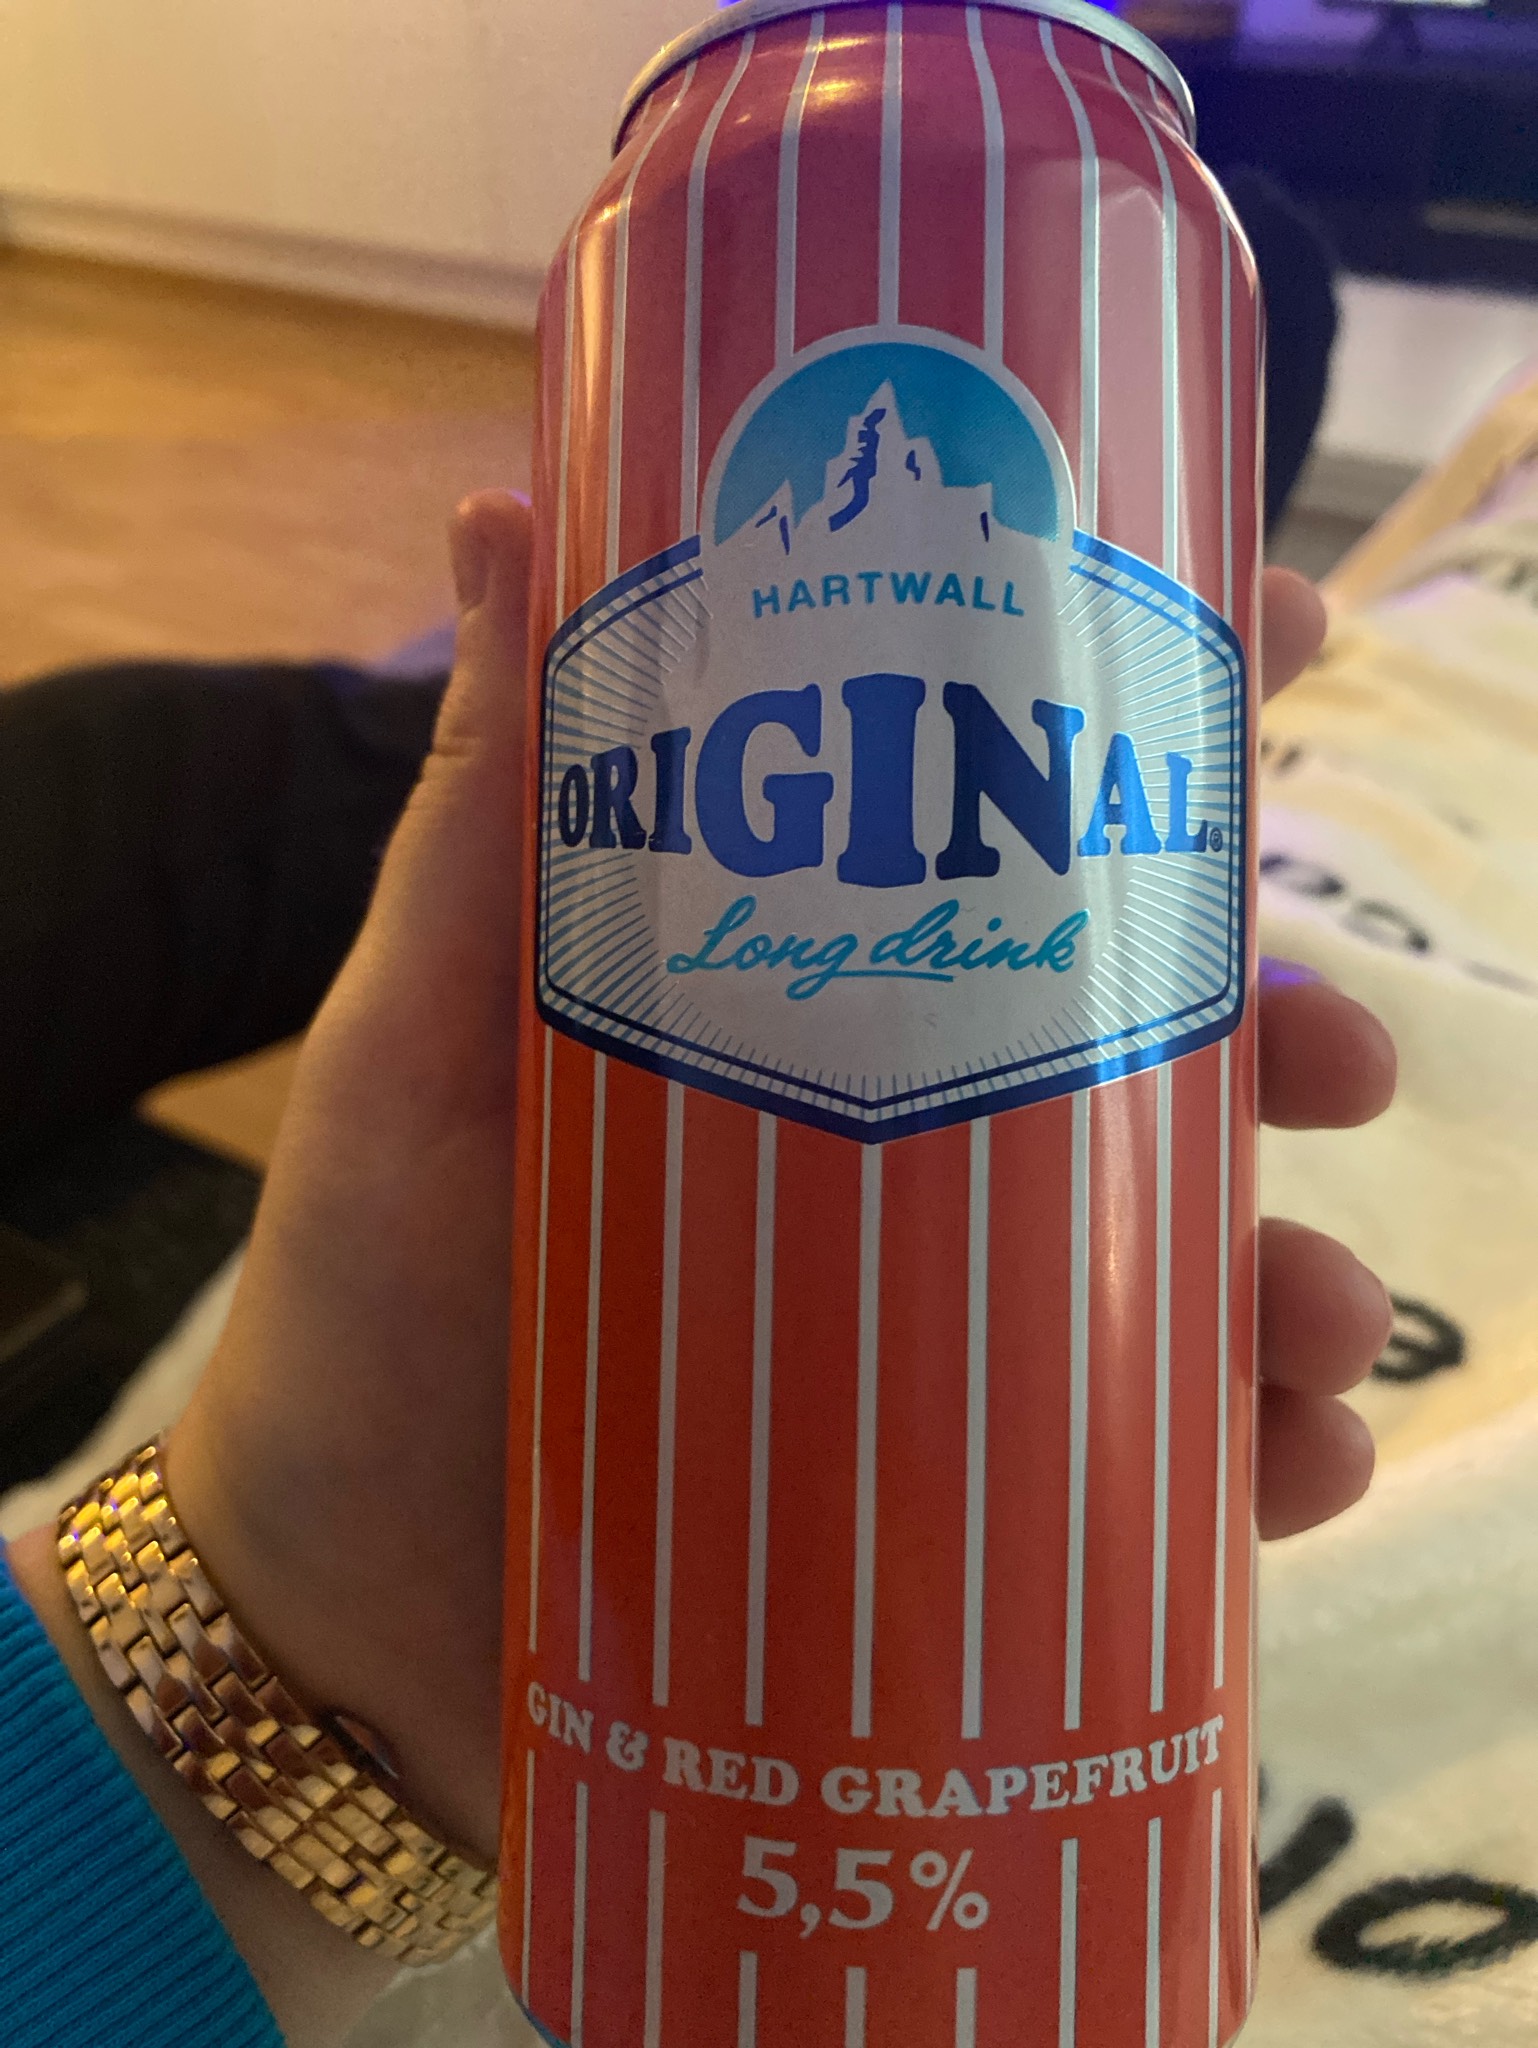 HARTWALL
ORIGINAL®
Long drink
GIN & RED GRAPEFRUIT
5,5%